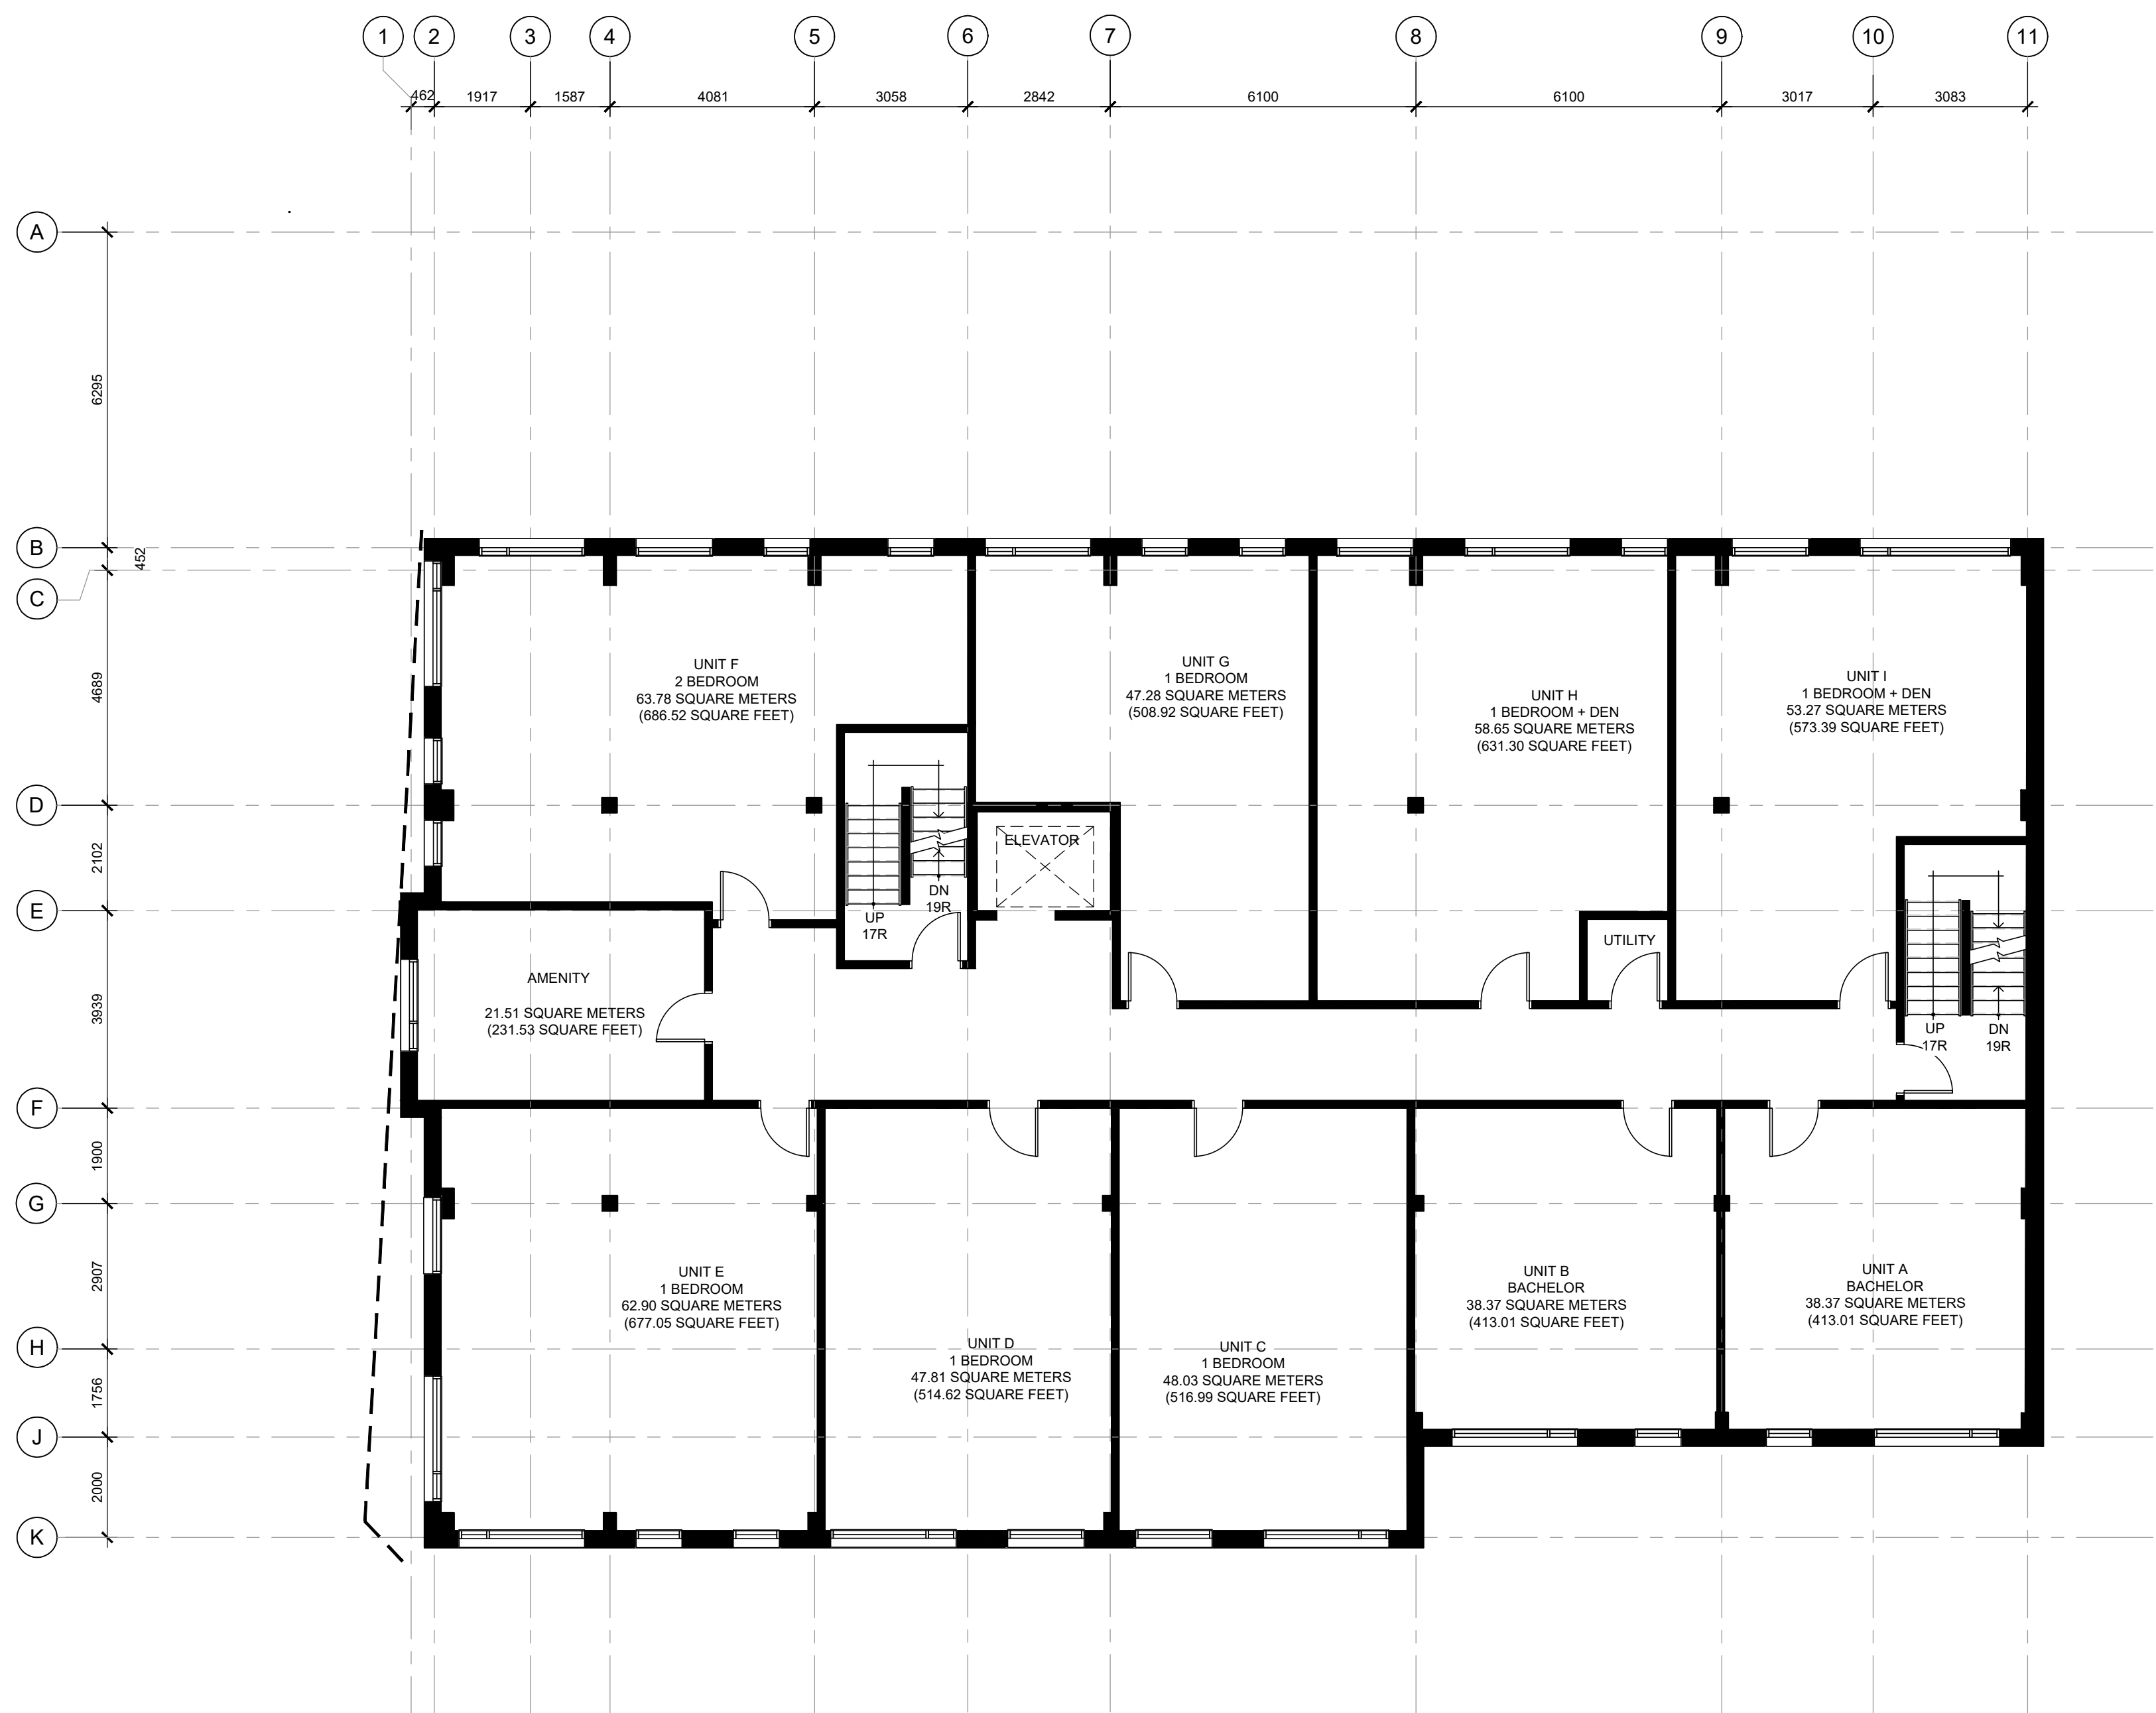 1 2 3 4 5 6 7 8 9 10 11
462 1917 1587 4081 3058 2842 6100 6100 3017 3083
A
6295
B
452
C
4689
D
2102
E
3939
F
1900
G
2907
H
1756
J
2000
K
UNIT F
2 BEDROOM
63.78 SQUARE METERS
(686.52 SQUARE FEET)
UNIT G
1 BEDROOM
47.28 SQUARE METERS
(508.92 SQUARE FEET)
UNIT H
1 BEDROOM + DEN
58.65 SQUARE METERS
(631.30 SQUARE FEET)
UNIT I
1 BEDROOM + DEN
53.27 SQUARE METERS
(573.39 SQUARE FEET)
ELEVATOR
DN
19R
UP
17R
UTILITY
AMENITY
21.51 SQUARE METERS
(231.53 SQUARE FEET)
UP
17R
DN
19R
UNIT E
1 BEDROOM
62.90 SQUARE METERS
(677.05 SQUARE FEET)
UNIT D
1 BEDROOM
47.81 SQUARE METERS
(514.62 SQUARE FEET)
UNIT C
1 BEDROOM
48.03 SQUARE METERS
(516.99 SQUARE FEET)
UNIT B
BACHELOR
38.37 SQUARE METERS
(413.01 SQUARE FEET)
UNIT A
BACHELOR
38.37 SQUARE METERS
(413.01 SQUARE FEET)